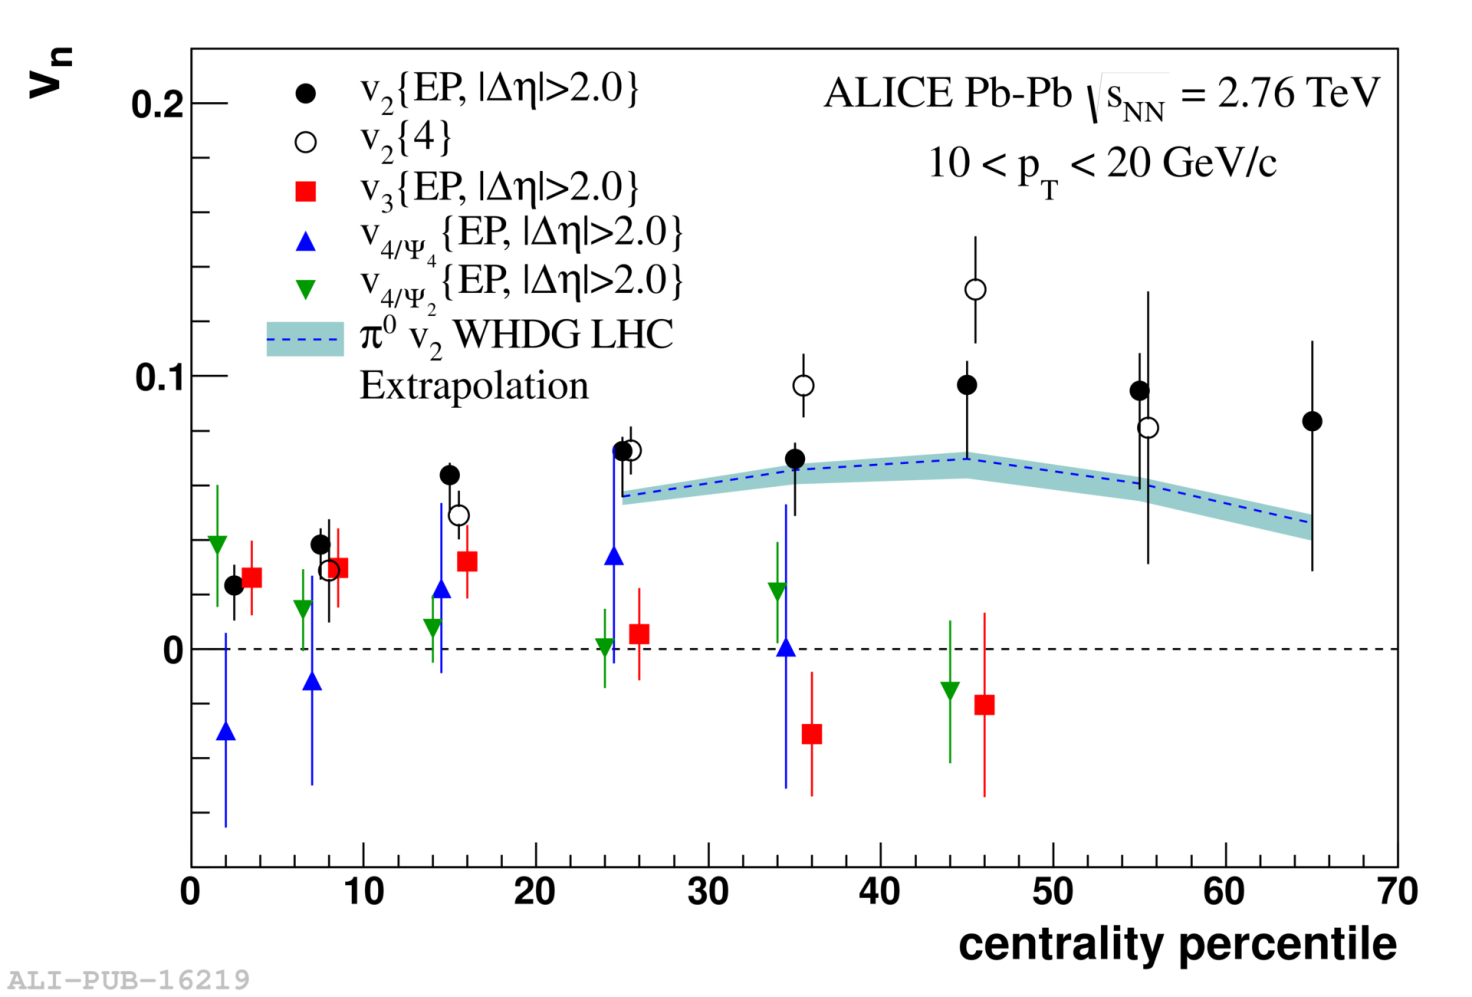 vn
0.2
0.1
0
v2{EP, |Δη|>2.0}
v2{4}
v3{EP, |Δη|>2.0}
v4/Ψ4{EP, |Δη|>2.0}
v4/Ψ2{EP, |Δη|>2.0}
π0 v2 WHDG LHC
Extrapolation
ALICE Pb-Pb √sNN = 2.76 TeV
10 < pT < 20 GeV/c
0 10 20 30 40 50 60 70
centrality percentile
ALI-PUB-16219